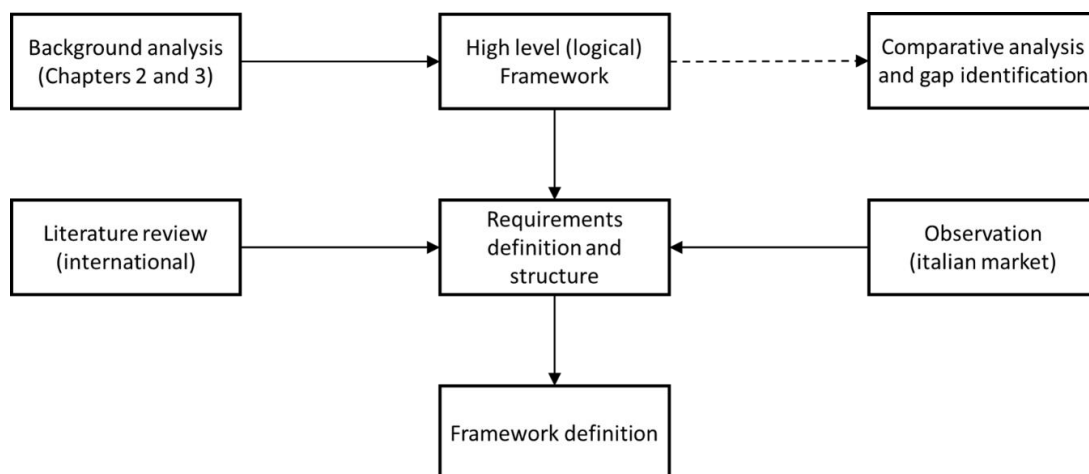 Background analysis
(Chapters 2 and 3)
High level (logical)
Framework
Comparative analysis
and gap identification
Literature review
(international)
Requirements
definition and
structure
Observation
(italian market)
Framework definition